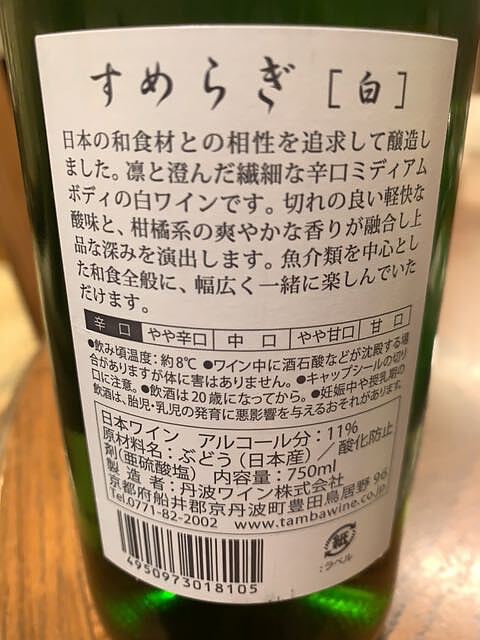 すめらぎ [白]
日本の和食材との相性を追求して醸造し
ました。凛と澄んだ繊細な辛口ミディアム
ボディの白ワインです。切れの良い軽快な
酸味と、柑橘系の爽やかな香りが融合し上
品な深みを演出します。魚介類を中心とし
た和食全般に、幅広く一緒に楽しんでいた
だけます。
辛口 やや辛口 中口 やや甘口 甘口
●飲み頃温度：約8℃ ●ワイン中に酒石酸などが沈殿する場
合がありますが体に害はありません。●キャップシールの切り
口に注意。●飲酒は20歳になってから。●妊娠中や授乳期の
飲酒は、胎児・乳児の発育に悪影響を与えるおそれがあります。
日本ワイン アルコール分：11%
原材料名：ぶどう（日本産）／酸化防止
剤（亜硫酸塩） 内容量：750ml
製造者：丹波ワイン株式会社
京都府船井郡京丹波町豊田鳥居野96
Tel.0771-82-2002 www.tambawine.co.jp
4950973018105
紙
：ラベル